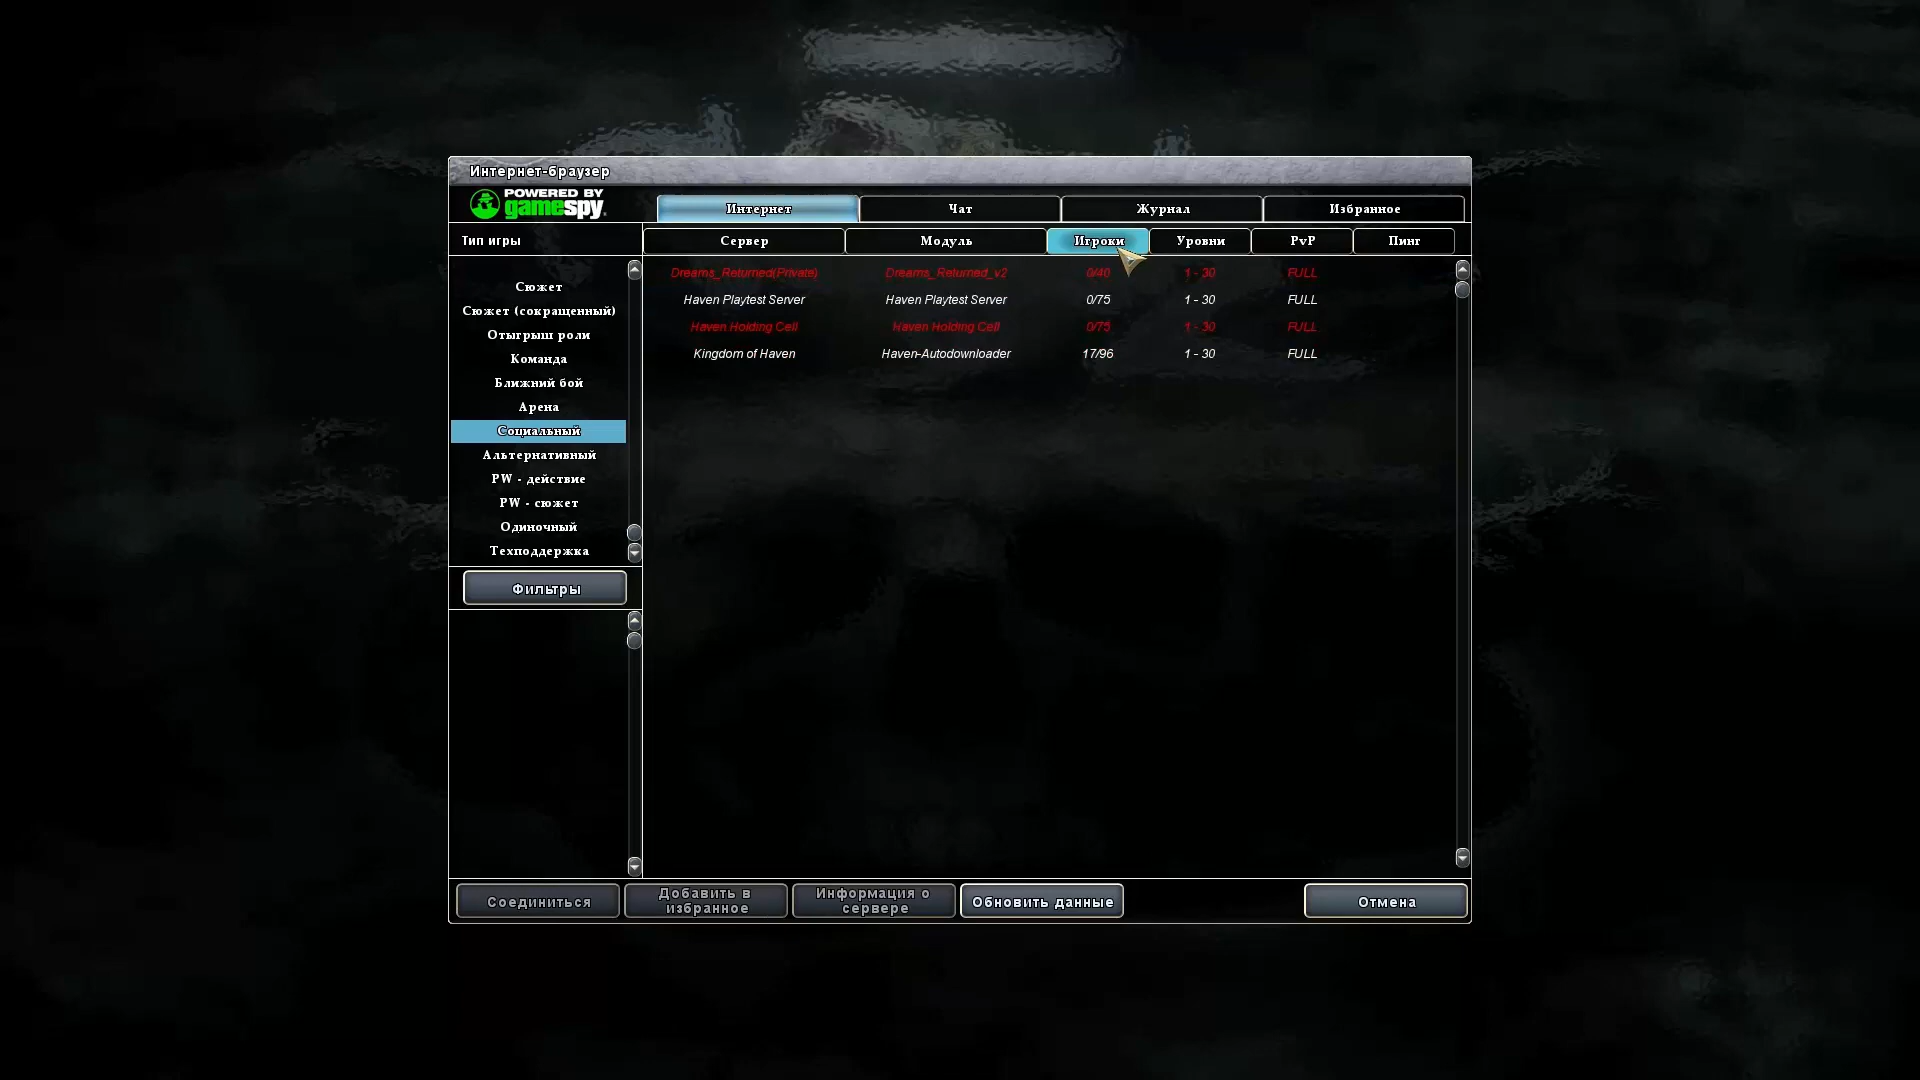 Интернет-браузер
POWERED BY
gamespy.
Интернет Чат Журнал Избранное
Тип игры Сервер Модуль Игроки Уровни PvP Пинг
Dreams_Returned(Private) Dreams_Returned_v2 0/40 1 - 30 FULL
Haven Playtest Server Haven Playtest Server 0/75 1 - 30 FULL
Haven Holding Cell Haven Holding Cell 0/75 1 - 30 FULL
Kingdom of Haven Haven-Autodownloader 17/96 1 - 30 FULL
Сюжет
Сюжет (сокращенный)
Отыгрыш роли
Команда
Ближний бой
Арена
Социальный
Альтернативный
PW - действие
PW - сюжет
Одиночный
Техподдержка
Фильтры
Соединиться
Добавить в
избранное
Информация о
сервере
Обновить данные
Отмена